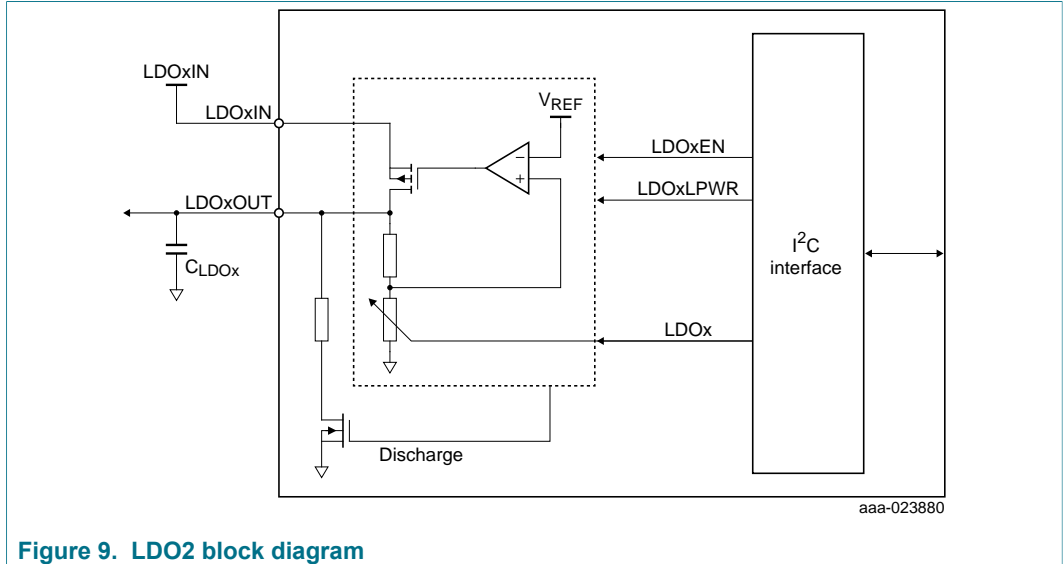 LDOxIN
LDOxIN
VREF
LDOxEN
LDOxLPWR
LDOxOUT
I2C
interface
CLDOx
LDOx
Discharge
aaa-023880
Figure 9. LDO2 block diagram